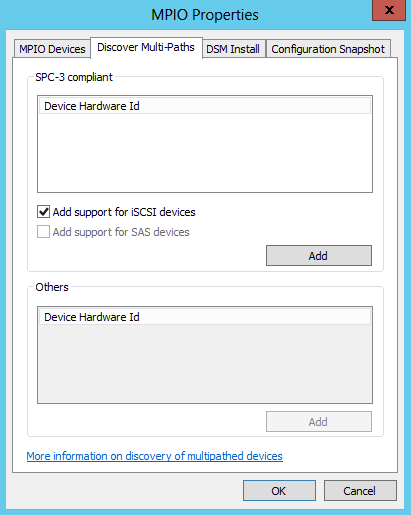 MPIO Properties
x
MPIO Devices Discover Multi-Paths DSM Install Configuration Snapshot
SPC-3 compliant
Device Hardware Id
Add support for iSCSI devices
Add support for SAS devices
Add
Others
Device Hardware Id
Add
More information on discovery of multipathed devices
OK Cancel